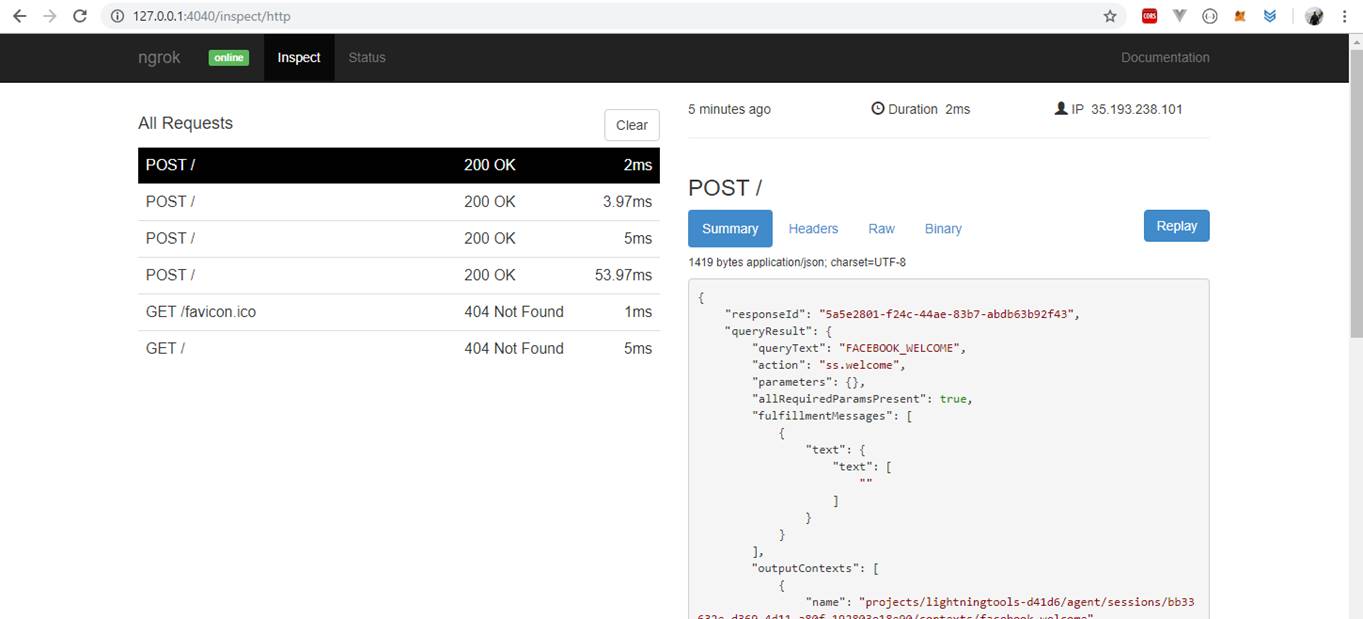 127.0.0.1:4040/inspect/http
CORS
ngrok online Inspect Status Documentation
All Requests
Clear
POST / 200 OK 2ms
POST / 200 OK 3.97ms
POST / 200 OK 5ms
POST / 200 OK 53.97ms
GET /favicon.ico 404 Not Found 1ms
GET / 404 Not Found 5ms
5 minutes ago Duration 2ms IP 35.193.238.101
POST /
Summary Headers Raw Binary Replay
1419 bytes application/json; charset=UTF-8
{
"responseId": "5a5e2801-f24c-44ae-83b7-abdb63b92f43",
"queryResult": {
"queryText": "FACEBOOK_WELCOME",
"action": "ss.welcome",
"parameters": {},
"allRequiredParamsPresent": true,
"fulfillmentMessages": [
{
"text": {
"text": [
""
]
}
}
],
"outputContexts": [
{
"name": "projects/lightningtools-d41d6/agent/sessions/bb33